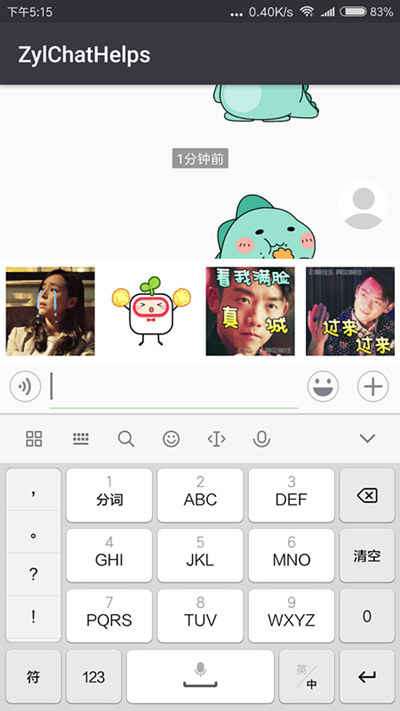 下午5:15 ... 0.40K/s 83%
ZylChatHelps
1分钟前
看我满脸
真诚
过来
过来
1 2 3
, 分词 ABC DEF
。 4 5 6
GHI JKL MNO 清空
?
! 7 8 9
PQRS TUV WXYZ 0
符 123 英/中